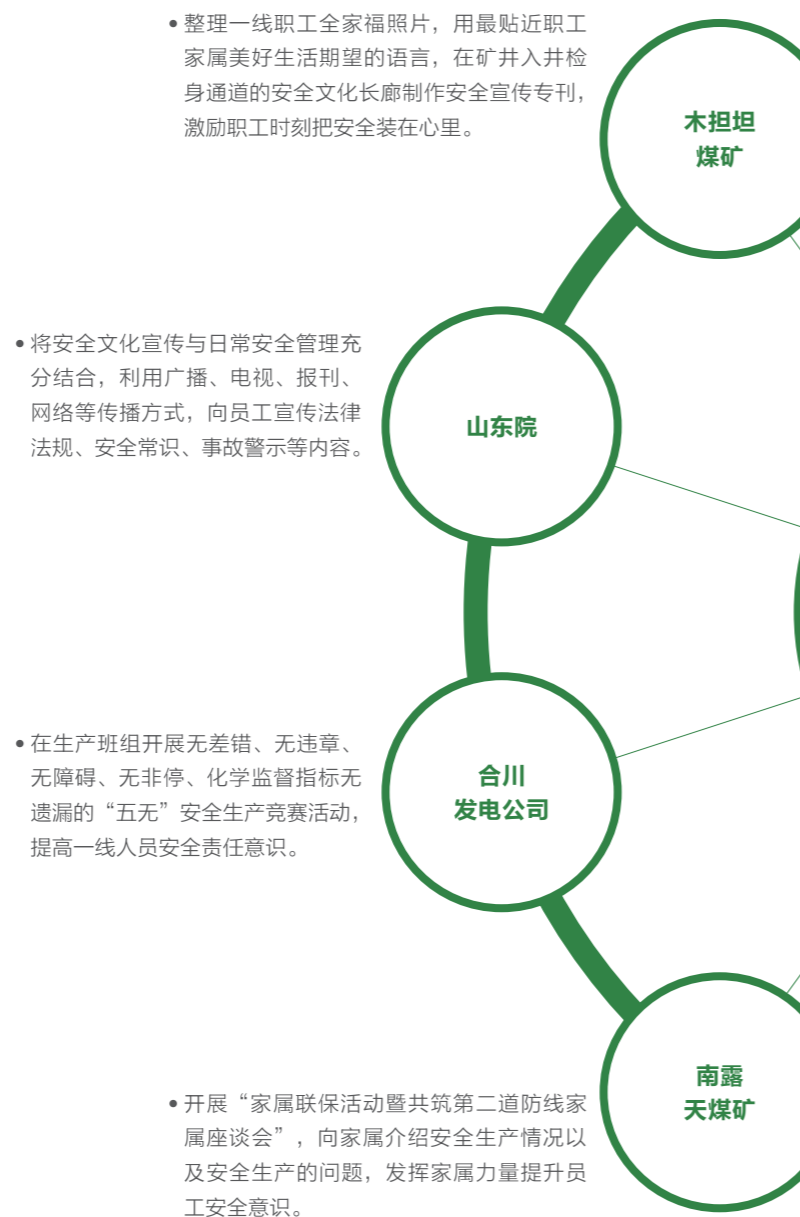 • 整理一线职工全家福照片，用最贴近职工
家属美好生活期望的语言，在矿井入井检
身通道的安全文化长廊制作安全宣传专刊，
激励职工时刻把安全装在心里。
木担坦
煤矿
• 将安全文化宣传与日常安全管理充
分结合，利用广播、电视、报刊、
网络等传播方式，向员工宣传法律
法规、安全常识、事故警示等内容。
山东院
• 在生产班组开展无差错、无违章、
无障碍、无非停、化学监督指标无
遗漏的“五无”安全生产竞赛活动，
提高一线人员安全责任意识。
合川
发电公司
• 开展“家属联保活动暨共筑第二道防线家
属座谈会”，向家属介绍安全生产情况以
及安全生产的问题，发挥家属力量提升员
工安全意识。
南露
天煤矿